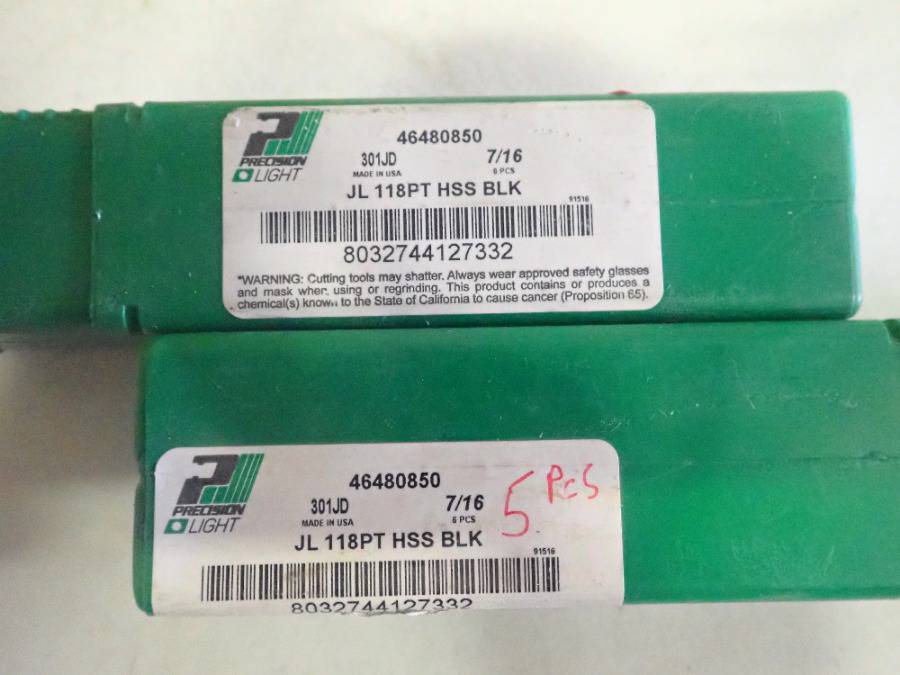 46480850
PRECISION
LIGHT
301JD 7/16
MADE IN USA 6 PCS
JL 118PT HSS BLK
91516
8032744127332
*WARNING: Cutting tools may shatter. Always wear approved safety glasses
and mask when using or regrinding. This product contains or produces a
chemical(s) known to the State of California to cause cancer (Proposition 65).
46480850
PRECISION
LIGHT
301JD 7/16
MADE IN USA 6 PCS
5 PCS
JL 118PT HSS BLK
91516
8032744127332